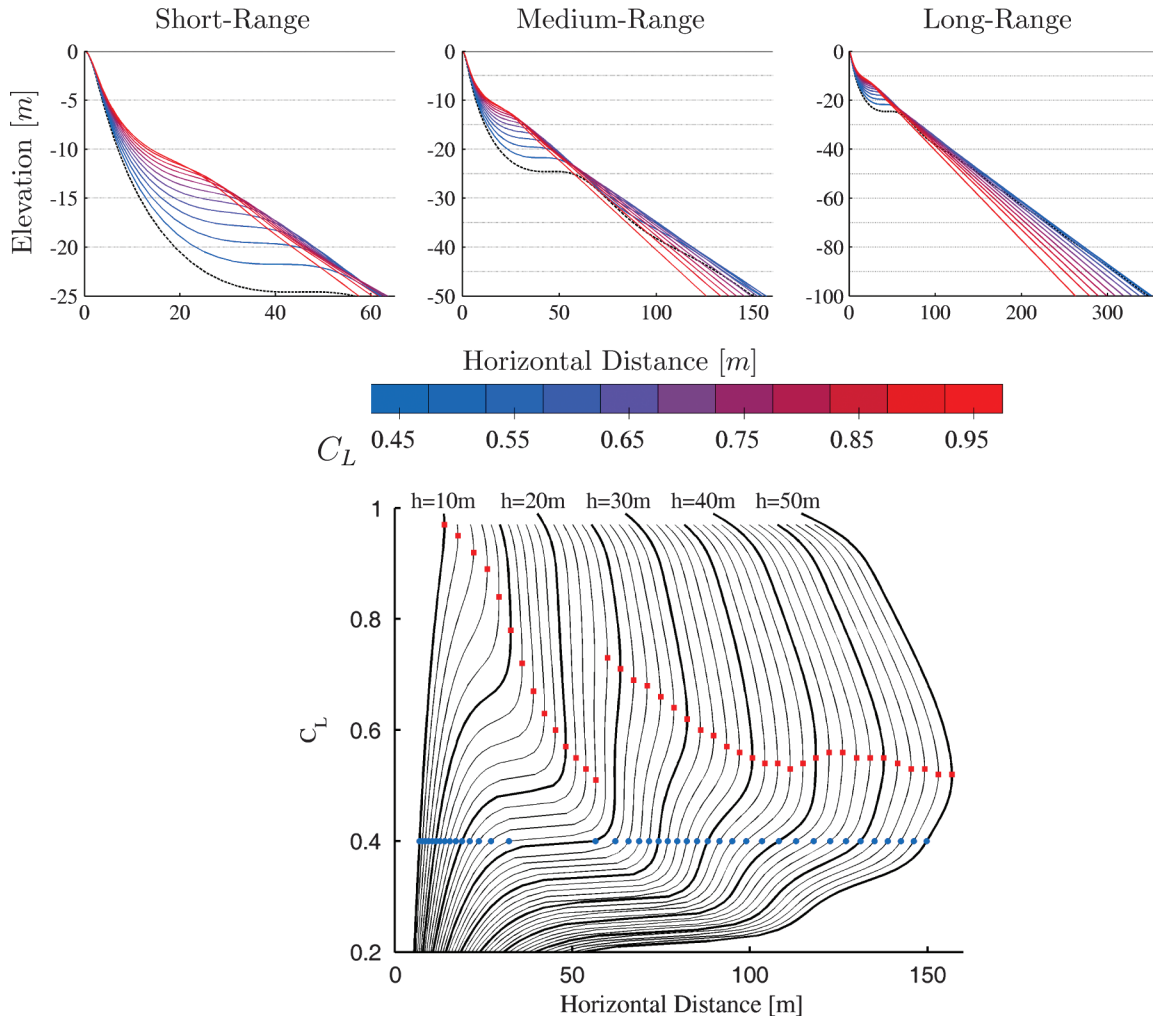 Short-Range Medium-Range Long-Range
Elevation [m]
0 0 0
-5 -10 -20
-10 -20 -40
-15 -30 -60
-20 -40 -80
-25 -50 -100
0 20 40 60 0 50 100 150 0 100 200 300
Horizontal Distance [m]
C_L 0.45 0.55 0.65 0.75 0.85 0.95
h=10m h=20m h=30m h=40m h=50m
1
0.8
0.6
C_L
0.4
0.2
0 50 100 150
Horizontal Distance [m]